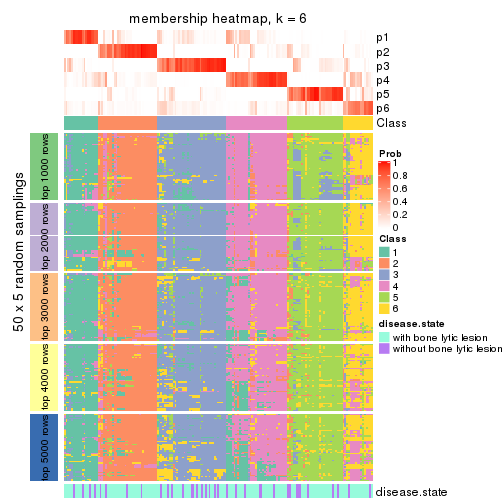 membership heatmap, k = 6
p1
p2
p3
p4
p5
p6
Class
50 x 5 random samplings
top 1000 rows
top 2000 rows
top 3000 rows
top 4000 rows
top 5000 rows
Prob
1
0.8
0.6
0.4
0.2
0
Class
1
2
3
4
5
6
disease.state
with bone lytic lesion
without bone lytic lesion
disease.state